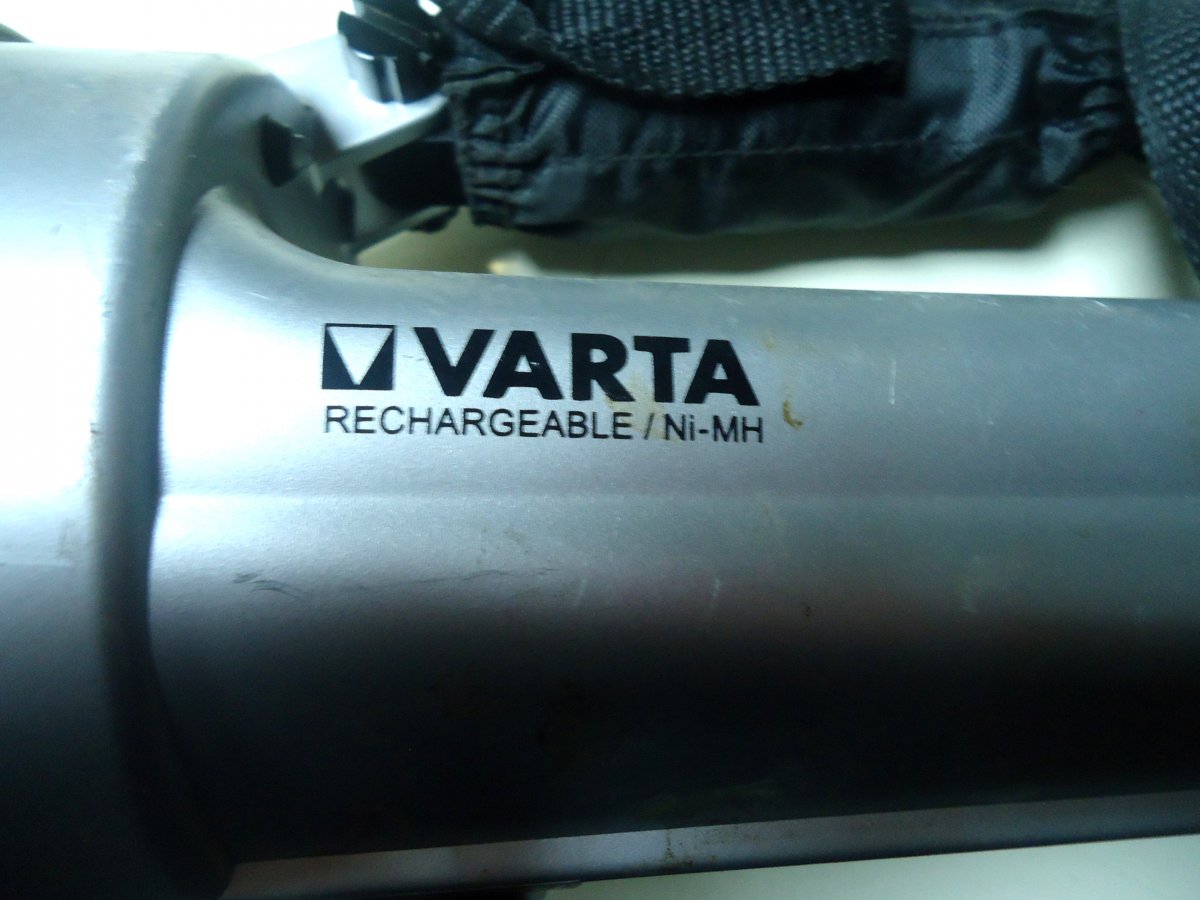 VARTA
RECHARGEABLE / Ni-MH